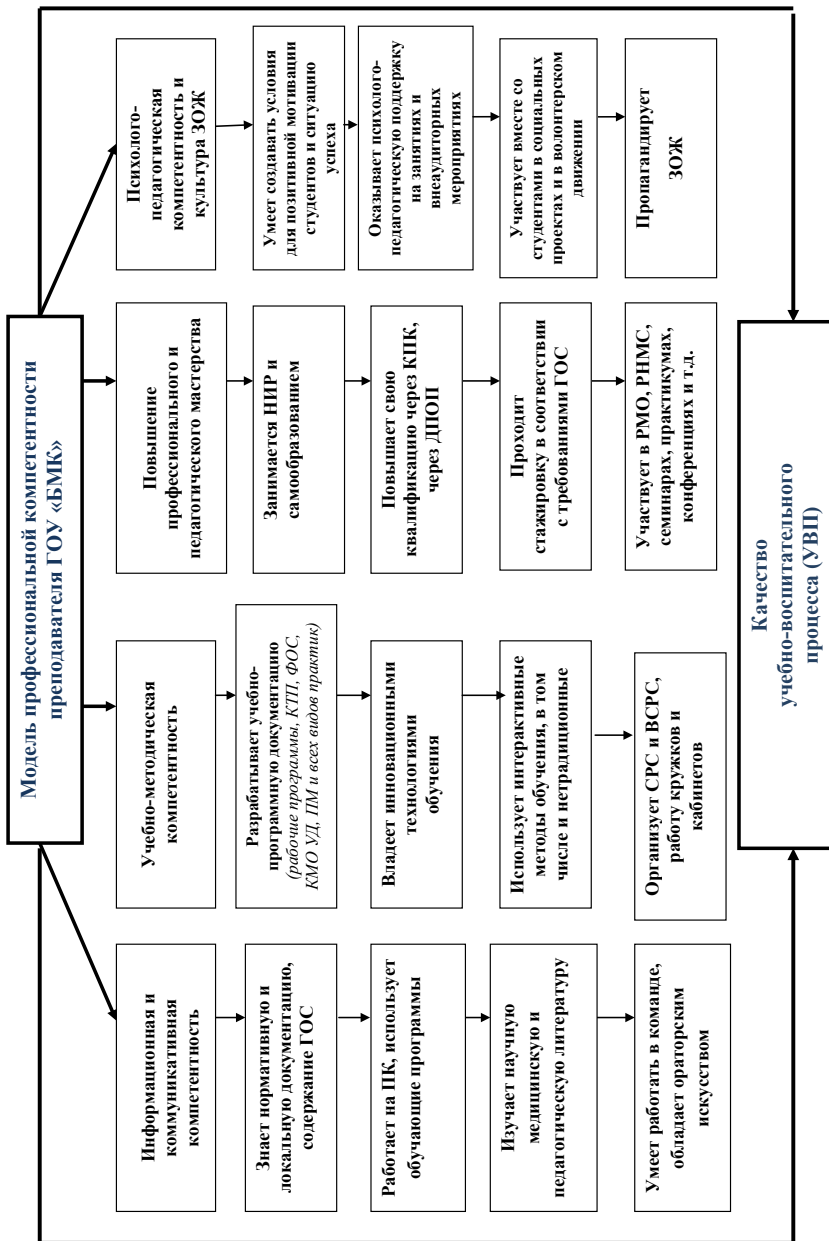 Модель профессиональной компетентности
преподавателя ГОУ «БМК»
Информационная и
коммуникативная
компетентность
Знает нормативную и
локальную документацию,
содержание ГОС
Работает на ПК, использует
обучающие программы
Изучает научную
медицинскую и
педагогическую литературу
Умеет работать в команде,
обладает ораторским
искусством
Учебно-методическая
компетентность
Разрабатывает учебно-
программную документацию
(рабочие программы, КТП, ФОС,
КМО УД, ПМ и всех видов практик)
Владеет инновационными
технологиями
обучения
Использует интерактивные
методы обучения, в том
числе и нетрадиционные
Организует СРС и ВСРС,
работу кружков и
кабинетов
Повышение
профессионального и
педагогического мастерства
Занимается НИР и
самообразованием
Повышает свою
квалификацию через КПК,
через ДПОП
Проходит
стажировку в соответствии
с требованиями ГОС
Участвует в РМО, РНМС,
семинарах, практикумах,
конференциях и т.д.
Психолого-
педагогическая
компетентность и
культура ЗОЖ
Умеет создавать условия
для позитивной мотивации
студентов и ситуацию
успеха
Оказывает психолого-
педагогическую поддержку
на занятиях и
внеаудиторных
мероприятиях
Участвует вместе со
студентами в социальных
проектах и в волонтерском
движении
Пропагандирует
ЗОЖ
Качество
учебно-воспитательного
процесса (УВП)